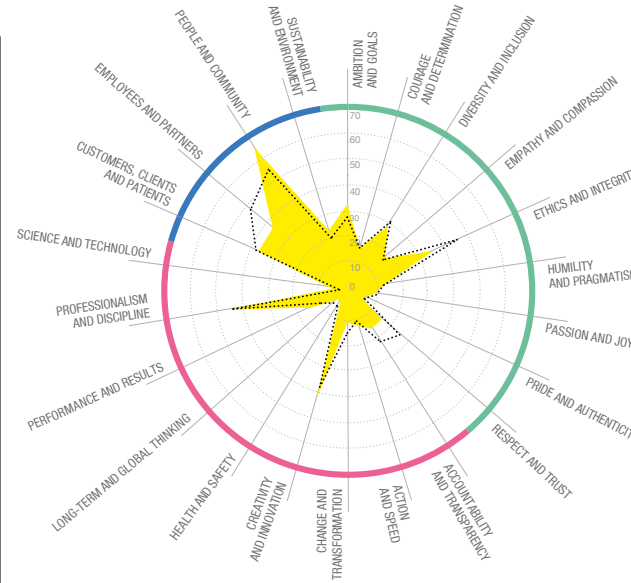 AMBITION
AND GOALS
COURAGE
AND DETERMINATION
DIVERSITY AND INCLUSION
EMPATHY AND COMPASSION
ETHICS AND INTEGRIT
HUMILITY
AND PRAGMATISM
PASSION AND JOY
PRIDE AND AUTHENTICITY
RESPECT AND TRUST
ACCOUNTABILITY
AND TRANSPARENCY
ACTION
AND SPEED
CHANGE AND
TRANSFORMATION
CREATIVITY
AND INNOVATION
HEALTH AND SAFETY
LONG-TERM AND GLOBAL THINKING
PERFORMANCE AND RESULTS
PROFESSIONALISM
AND DISCIPLINE
SCIENCE AND TECHNOLOGY
CUSTOMERS, CLIENTS
AND PATIENTS
EMPLOYEES AND PARTNERS
PEOPLE AND COMMUNITY
SUSTAINABILITY
AND ENVIRONMENT
70
60
50
40
30
20
10
0